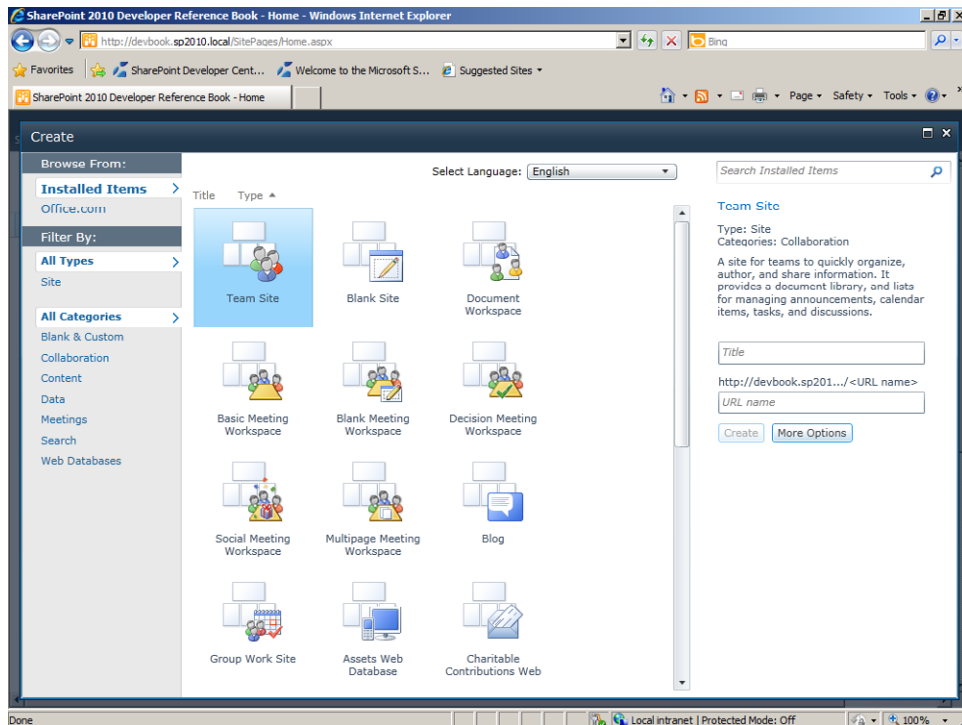 SharePoint 2010 Developer Reference Book - Home - Windows Internet Explorer
http://devbook.sp2010.local/SitePages/Home.aspx
Bing
Favorites
SharePoint Developer Cent...
Welcome to the Microsoft S...
Suggested Sites
SharePoint 2010 Developer Reference Book - Home
Page
Safety
Tools
Create
Browse From:
Installed Items
Office.com
Filter By:
All Types
Site
All Categories
Blank & Custom
Collaboration
Content
Data
Meetings
Search
Web Databases
Select Language: English
Title Type
Team Site
Blank Site
Document
Workspace
Basic Meeting
Workspace
Blank Meeting
Workspace
Decision Meeting
Workspace
Social Meeting
Workspace
Multipage Meeting
Workspace
Blog
Group Work Site
Assets Web
Database
Charitable
Contributions Web
Search Installed Items
Team Site
Type: Site
Categories: Collaboration
A site for teams to quickly organize,
author, and share information. It
provides a document library, and lists
for managing announcements, calendar
items, tasks, and discussions.
Title
http://devbook.sp201.../<URL name>
URL name
Create
More Options
Done
Local intranet | Protected Mode: Off
100%